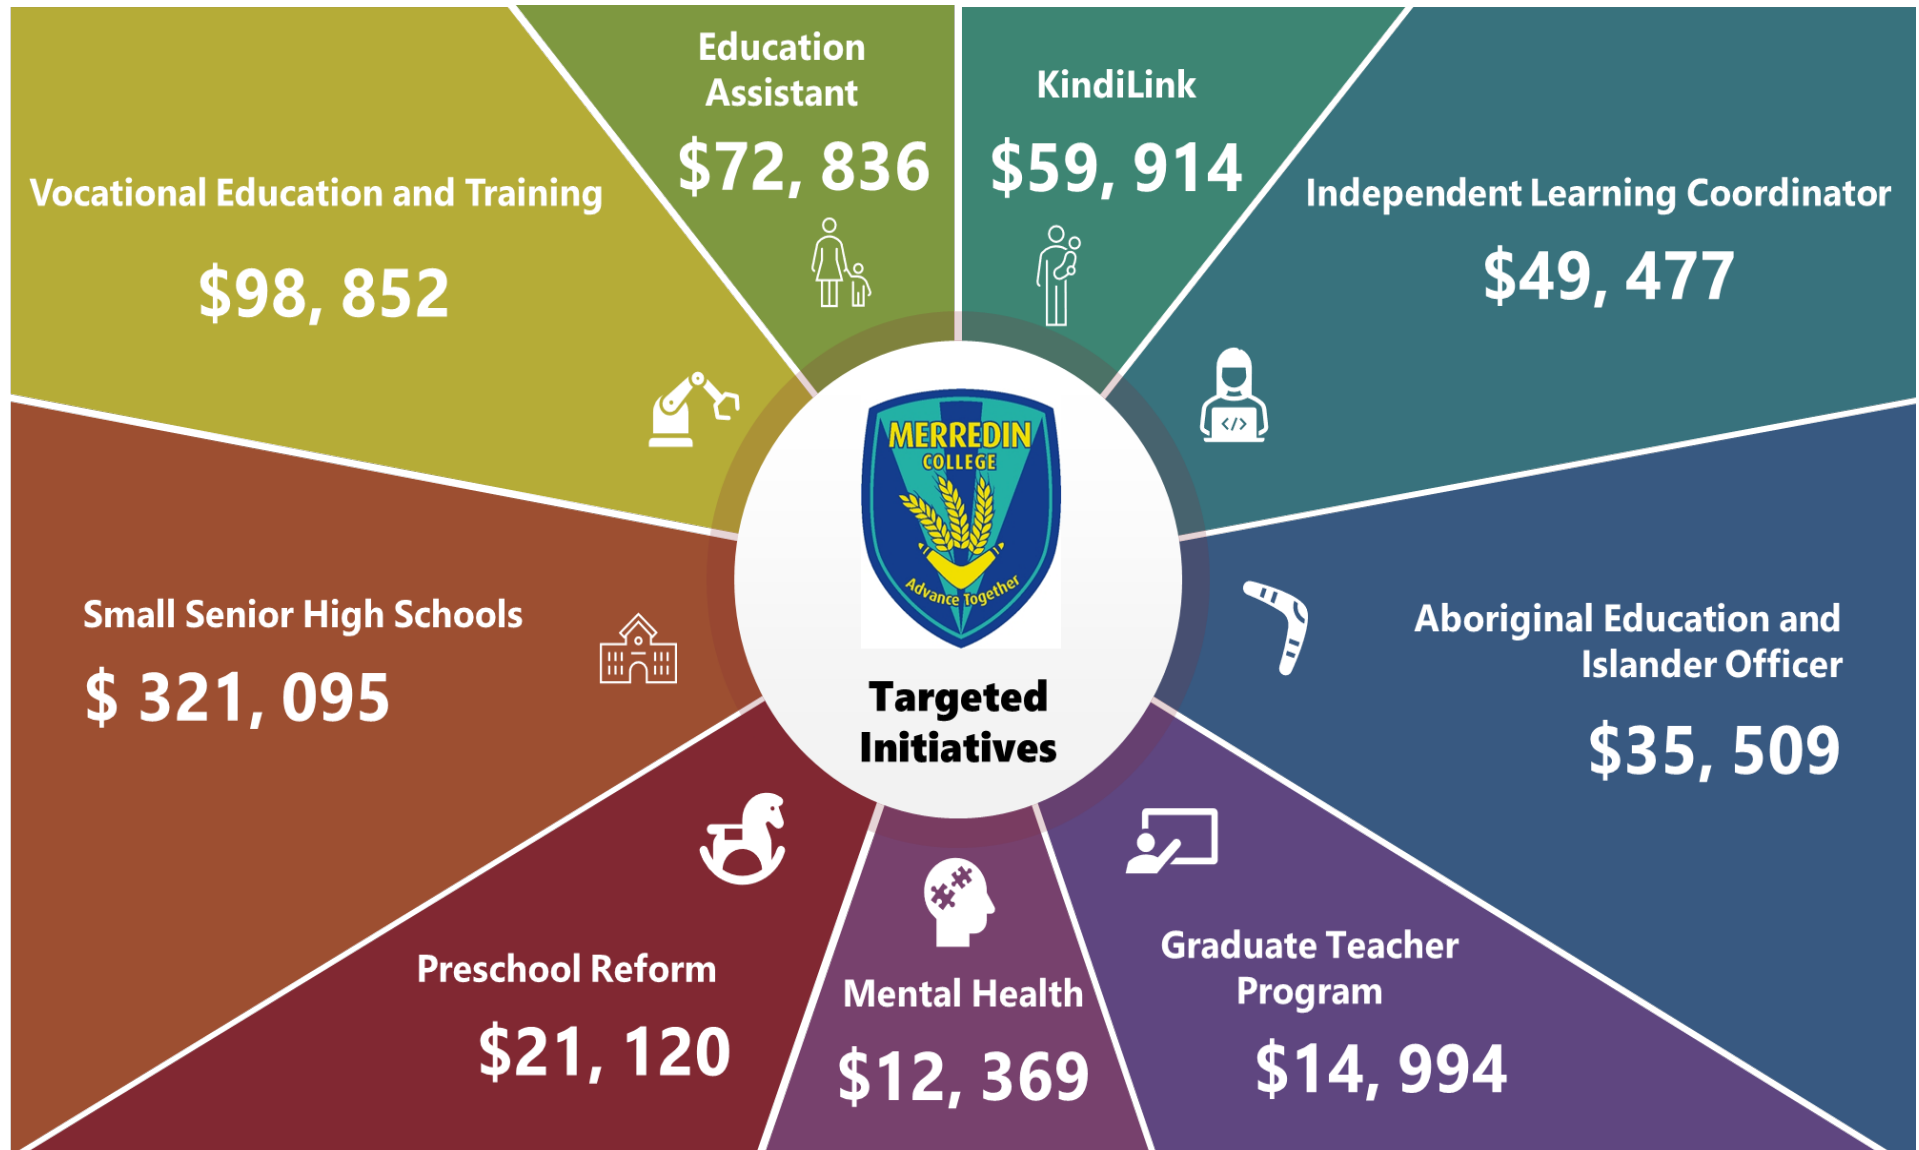 Education
Assistant
$72, 836
KindiLink
$59, 914
Vocational Education and Training
$98, 852
Independent Learning Coordinator
$49, 477
</>
MERREDIN
COLLEGE
Advance Together
Targeted
Initiatives
Small Senior High Schools
$ 321, 095
Aboriginal Education and
Islander Officer
$35, 509
Preschool Reform
$21, 120
Mental Health
$12, 369
Graduate Teacher
Program
$14, 994